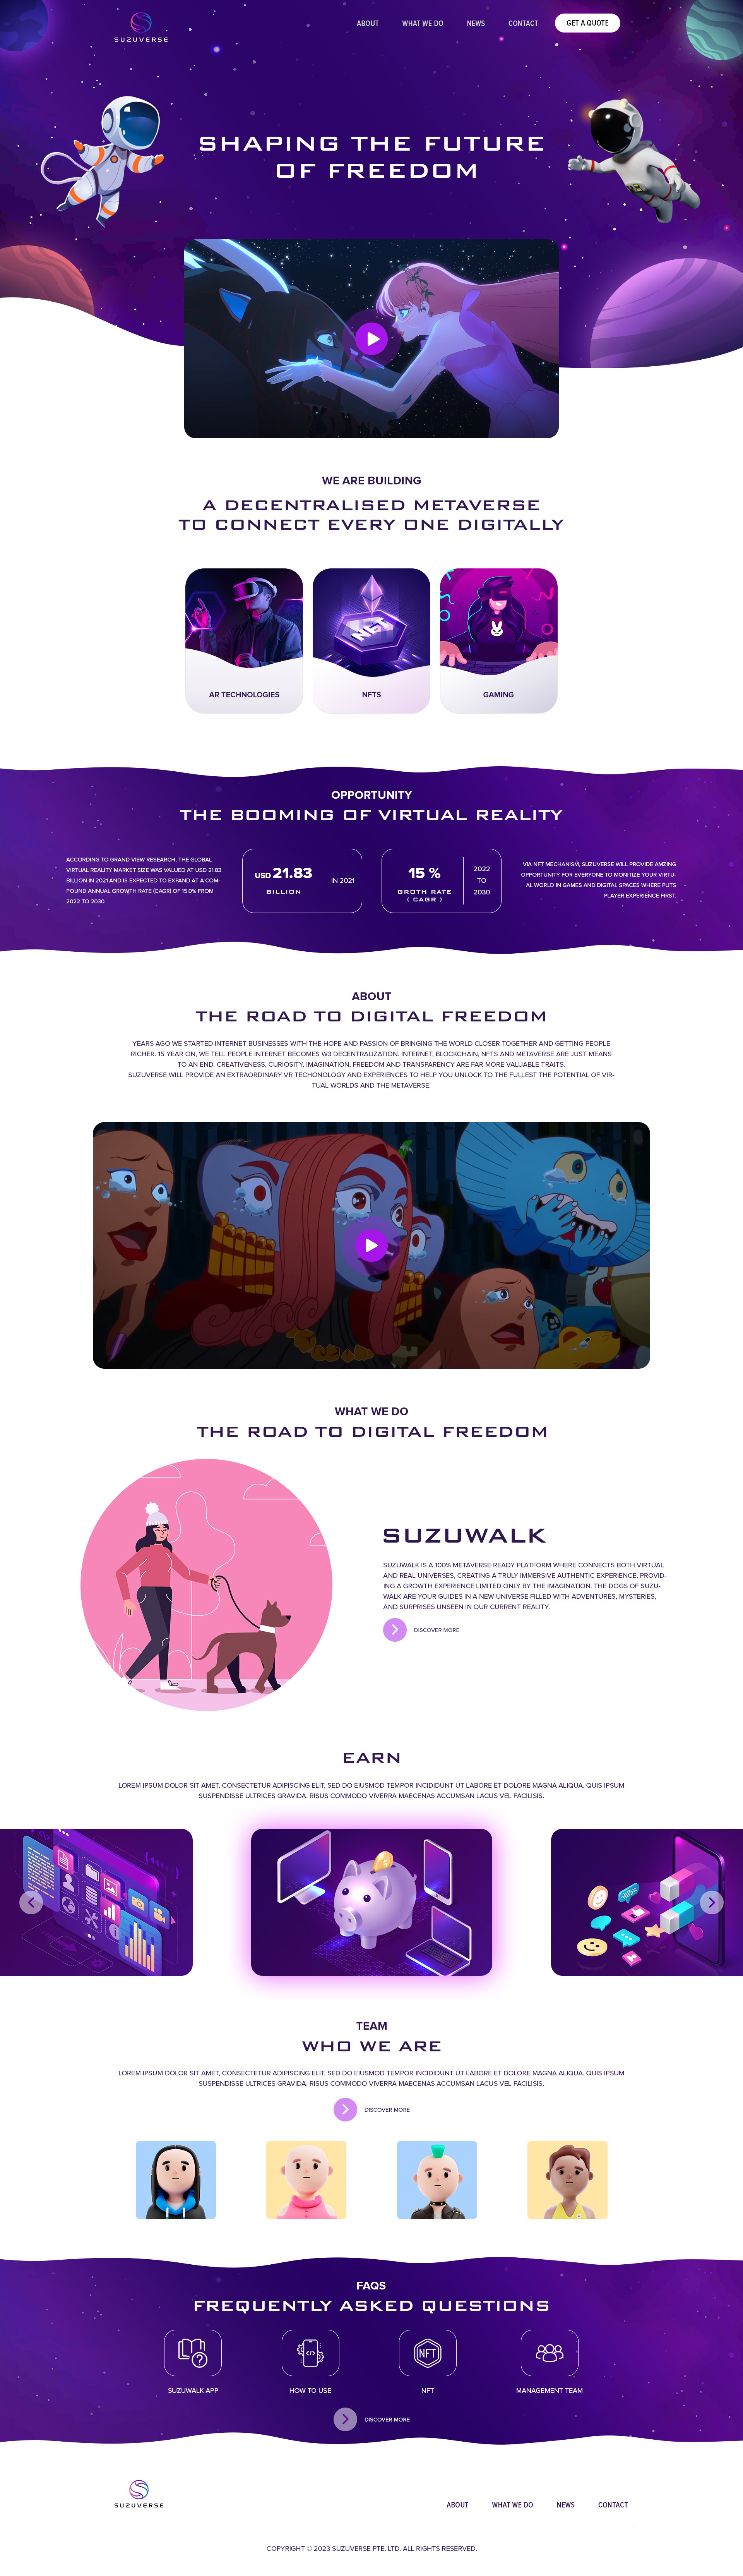 SUZUVERSE
ABOUT
WHAT WE DO
NEWS
CONTACT
GET A QUOTE
SHAPING THE FUTURE
OF FREEDOM
WE ARE BUILDING
A DECENTRALISED METAVERSE
TO CONNECT EVERY ONE DIGITALLY
NFT
AR TECHNOLOGIES
NFTS
GAMING
OPPORTUNITY
THE BOOMING OF VIRTUAL REALITY
ACCORDING TO GRAND VIEW RESEARCH, THE GLOBAL
VIRTUAL REALITY MARKET SIZE WAS VALUED AT USD 21.83
BILLION IN 2021 AND IS EXPECTED TO EXPAND AT A COM-
POUND ANNUAL GROWTH RATE (CAGR) OF 15.0% FROM
2022 TO 2030.
USD 21.83
BILLION
IN 2021
15 %
GROTH RATE
( CAGR )
2022
TO
2030
VIA NFT MECHANISM, SUZUVERSE WILL PROVIDE AMZING
OPPORTUNITY FOR EVERYONE TO MONITIZE YOUR VIRTU-
AL WORLD IN GAMES AND DIGITAL SPACES WHERE PUTS
PLAYER EXPERIENCE FIRST.
ABOUT
THE ROAD TO DIGITAL FREEDOM
YEARS AGO WE STARTED INTERNET BUSINESSES WITH THE HOPE AND PASSION OF BRINGING THE WORLD CLOSER TOGETHER AND GETTING PEOPLE
RICHER. 15 YEAR ON, WE TELL PEOPLE INTERNET BECOMES W3 DECENTRALIZATION. INTERNET, BLOCKCHAIN, NFTS AND METAVERSE ARE JUST MEANS
TO AN END. CREATIVENESS, CURIOSITY, IMAGINATION, FREEDOM AND TRANSPARENCY ARE FAR MORE VALUABLE TRAITS.
SUZUVERSE WILL PROVIDE AN EXTRAORDINARY VR TECHONOLOGY AND EXPERIENCES TO HELP YOU UNLOCK TO THE FULLEST THE POTENTIAL OF VIR-
TUAL WORLDS AND THE METAVERSE.
WHAT WE DO
THE ROAD TO DIGITAL FREEDOM
SUZUWALK
SUZUWALK IS A 100% METAVERSE-READY PLATFORM WHERE CONNECTS BOTH VIRTUAL
AND REAL UNIVERSES, CREATING A TRULY IMMERSIVE AUTHENTIC EXPERIENCE, PROVID-
ING A GROWTH EXPERIENCE LIMITED ONLY BY THE IMAGINATION. THE DOGS OF SUZU-
WALK ARE YOUR GUIDES IN A NEW UNIVERSE FILLED WITH ADVENTURES, MYSTERIES,
AND SURPRISES UNSEEN IN OUR CURRENT REALITY.
DISCOVER MORE
EARN
LOREM IPSUM DOLOR SIT AMET, CONSECTETUR ADIPISCING ELIT, SED DO EIUSMOD TEMPOR INCIDIDUNT UT LABORE ET DOLORE MAGNA ALIQUA. QUIS IPSUM
SUSPENDISSE ULTRICES GRAVIDA. RISUS COMMODO VIVERRA MAECENAS ACCUMSAN LACUS VEL FACILISIS.
TEAM
WHO WE ARE
LOREM IPSUM DOLOR SIT AMET, CONSECTETUR ADIPISCING ELIT, SED DO EIUSMOD TEMPOR INCIDIDUNT UT LABORE ET DOLORE MAGNA ALIQUA. QUIS IPSUM
SUSPENDISSE ULTRICES GRAVIDA. RISUS COMMODO VIVERRA MAECENAS ACCUMSAN LACUS VEL FACILISIS.
DISCOVER MORE
FAQS
FREQUENTLY ASKED QUESTIONS
NFT
SUZUWALK APP
HOW TO USE
NFT
MANAGEMENT TEAM
DISCOVER MORE
SUZUVERSE
ABOUT
WHAT WE DO
NEWS
CONTACT
COPYRIGHT © 2023 SUZUVERSE PTE. LTD. ALL RIGHTS RESERVED.